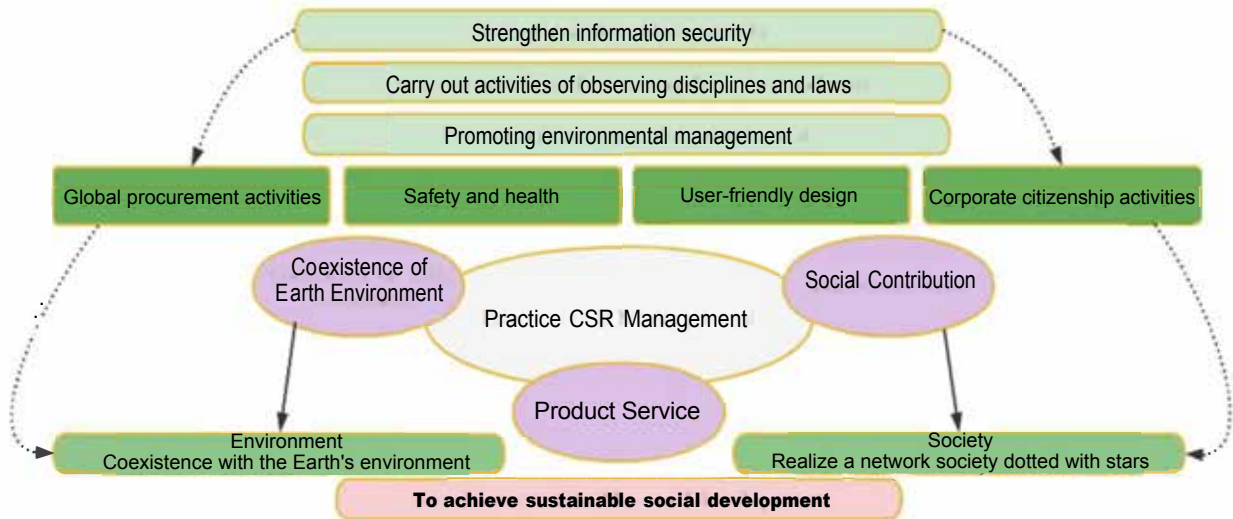 Strengthen information security
Carry out activities of observing disciplines and laws
Promoting environmental management
Global procurement activities
Safety and health
User-friendly design
Corporate citizenship activities
Coexistence of
Earth Environment
Social Contribution
Practice CSR Management
Product Service
Environment
Coexistence with the Earth's environment
Society
Realize a network society dotted with stars
To achieve sustainable social development